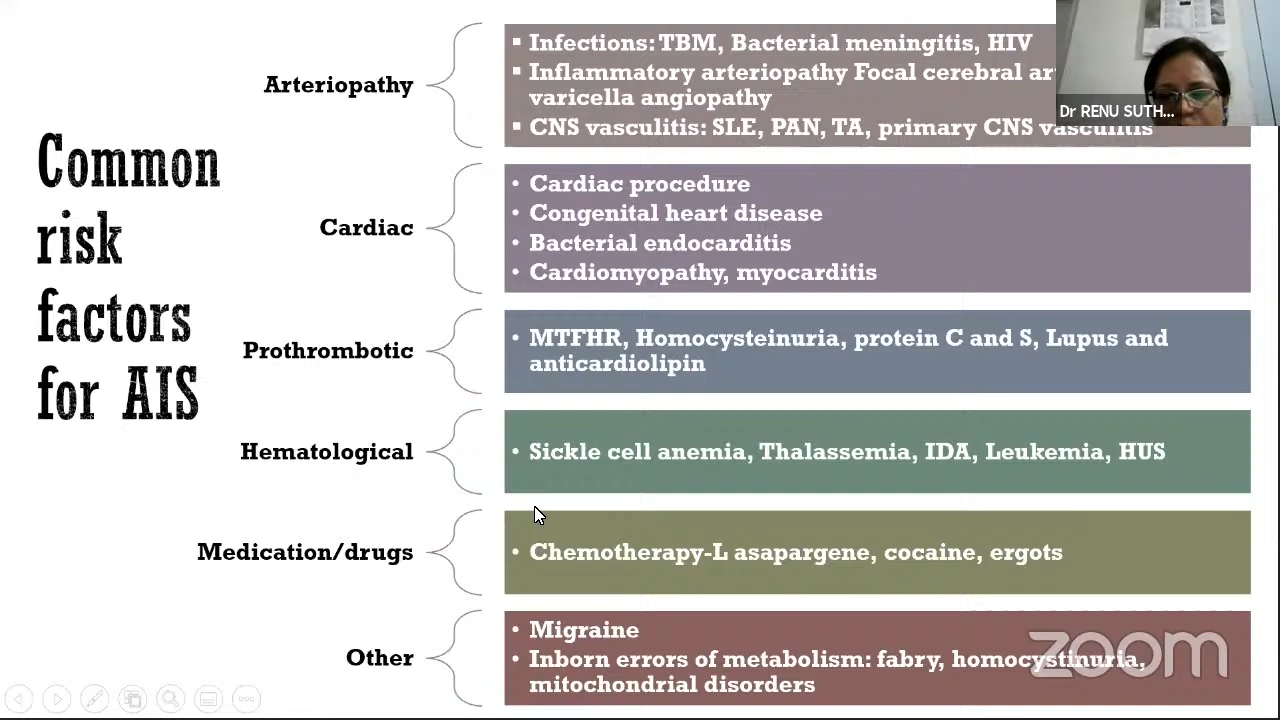 Common
risk
factors
for AIS
Arteriopathy
▪ Infections: TBM, Bacterial meningitis, HIV
▪ Inflammatory arteriopathy Focal cerebral
varicella angiopathy
▪ CNS vasculitis: SLE, PAN, TA, primary CNS vasculitis
Dr RENU SUTH...
Cardiac
• Cardiac procedure
• Congenital heart disease
• Bacterial endocarditis
• Cardiomyopathy, myocarditis
Prothrombotic
• MTFHR, Homocysteinuria, protein C and S, Lupus and
anticardiolipin
Hematological
• Sickle cell anemia, Thalassemia, IDA, Leukemia, HUS
Medication/drugs
• Chemotherapy-L asapargene, cocaine, ergots
Other
• Migraine
• Inborn errors of metabolism: fabry, homocystinuria,
mitochondrial disorders
zoom